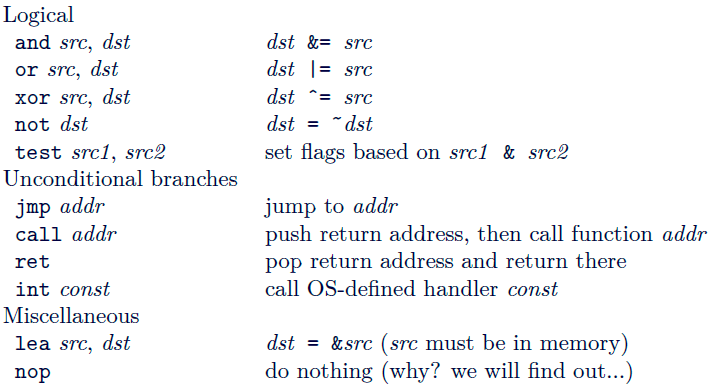 Logical
and src, dst dst &= src
or src, dst dst |= src
xor src, dst dst ^= src
not dst dst = ~dst
test src1, src2 set flags based on src1 & src2
Unconditional branches
jmp addr jump to addr
call addr push return address, then call function addr
ret pop return address and return there
int const call OS-defined handler const
Miscellaneous
lea src, dst dst = &src (src must be in memory)
nop do nothing (why? we will find out...)